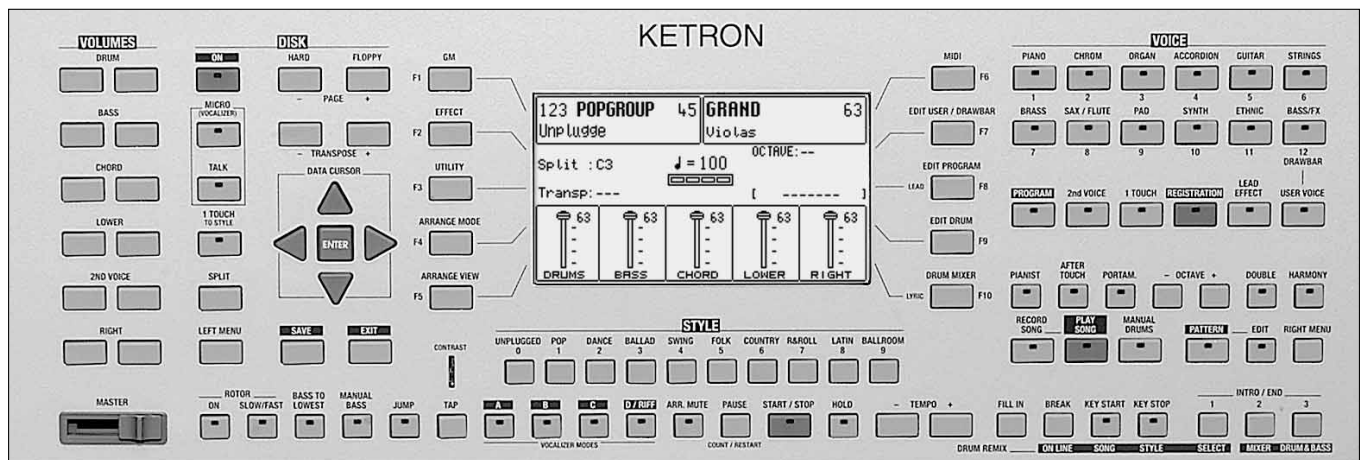 KETRON
VOLUMES
DRUM
BASS
CHORD
LOWER
2ND VOICE
RIGHT
MASTER
DISK
ON HARD FLOPPY
- PAGE +
MICRO
(VOCALIZER)
- TRANSPOSE +
TALK
DATA CURSOR
1 TOUCH
TO STYLE
ENTER
SPLIT
LEFT MENU SAVE EXIT
GM
F1
EFFECT
F2
UTILITY
F3
ARRANGE MODE
F4
ARRANGE VIEW
F5
CONTRAST
123 POPGROUP 45 GRAND 63
Unplugge Violas
OCTAVE:--
Split :C3 ♩=100
Transp:--- [ ------- ]
63 63 63 63 63
DRUMS BASS CHORD LOWER RIGHT
MIDI
F6
EDIT USER / DRAWBAR
F7
EDIT PROGRAM
LEAD F8
EDIT DRUM
F9
DRUM MIXER
LYRIC F10
VOICE
PIANO CHROM ORGAN ACCORDION GUITAR STRINGS
1 2 3 4 5 6
BRASS SAX / FLUTE PAD SYNTH ETHNIC BASS/FX
7 8 9 10 11 12
DRAWBAR
PROGRAM 2nd VOICE 1 TOUCH REGISTRATION LEAD
EFFECT USER VOICE
PIANIST AFTER
TOUCH PORTAM. - OCTAVE + DOUBLE HARMONY
RECORD
SONG PLAY
SONG MANUAL
DRUMS PATTERN EDIT RIGHT MENU
STYLE
UNPLUGGED POP DANCE BALLAD SWING FOLK COUNTRY R&ROLL LATIN BALLROOM
0 1 2 3 4 5 6 7 8 9
ROTOR
ON SLOW/FAST BASS TO
LOWEST MANUAL
BASS JUMP TAP A B C D / RIFF ARR. MUTE PAUSE START / STOP HOLD - TEMPO + FILL IN BREAK KEY START KEY STOP
INTRO / END
1 2 3
VOCALIZER MODES COUNT / RESTART
DRUM REMIX ON LINE SONG STYLE SELECT MIXER DRUM&BASS